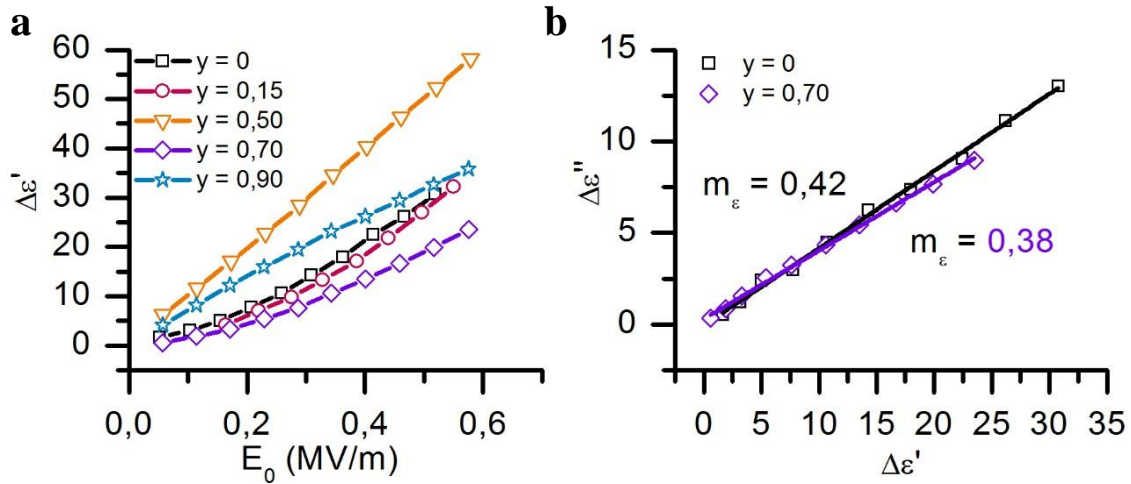 a
60
50
40
30
20
10
0
Δε'
y = 0
y = 0,15
y = 0,50
y = 0,70
y = 0,90
0,0 0,2 0,4 0,6
E₀ (MV/m)
b
15
10
5
0
Δε"
y = 0
y = 0,70
mε = 0,42
mε = 0,38
0 5 10 15 20 25 30 35
Δε'